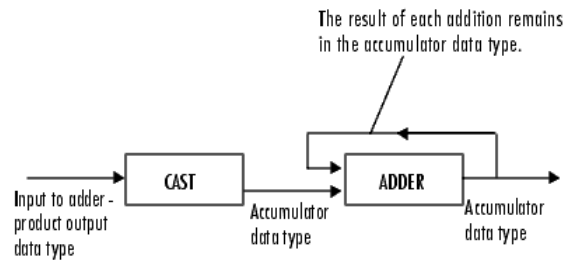 The result of each addition remains
in the accumulator data type.
CAST
ADDER
Input to adder -
product output
data type
Accumulator
data type
Accumulator
data type